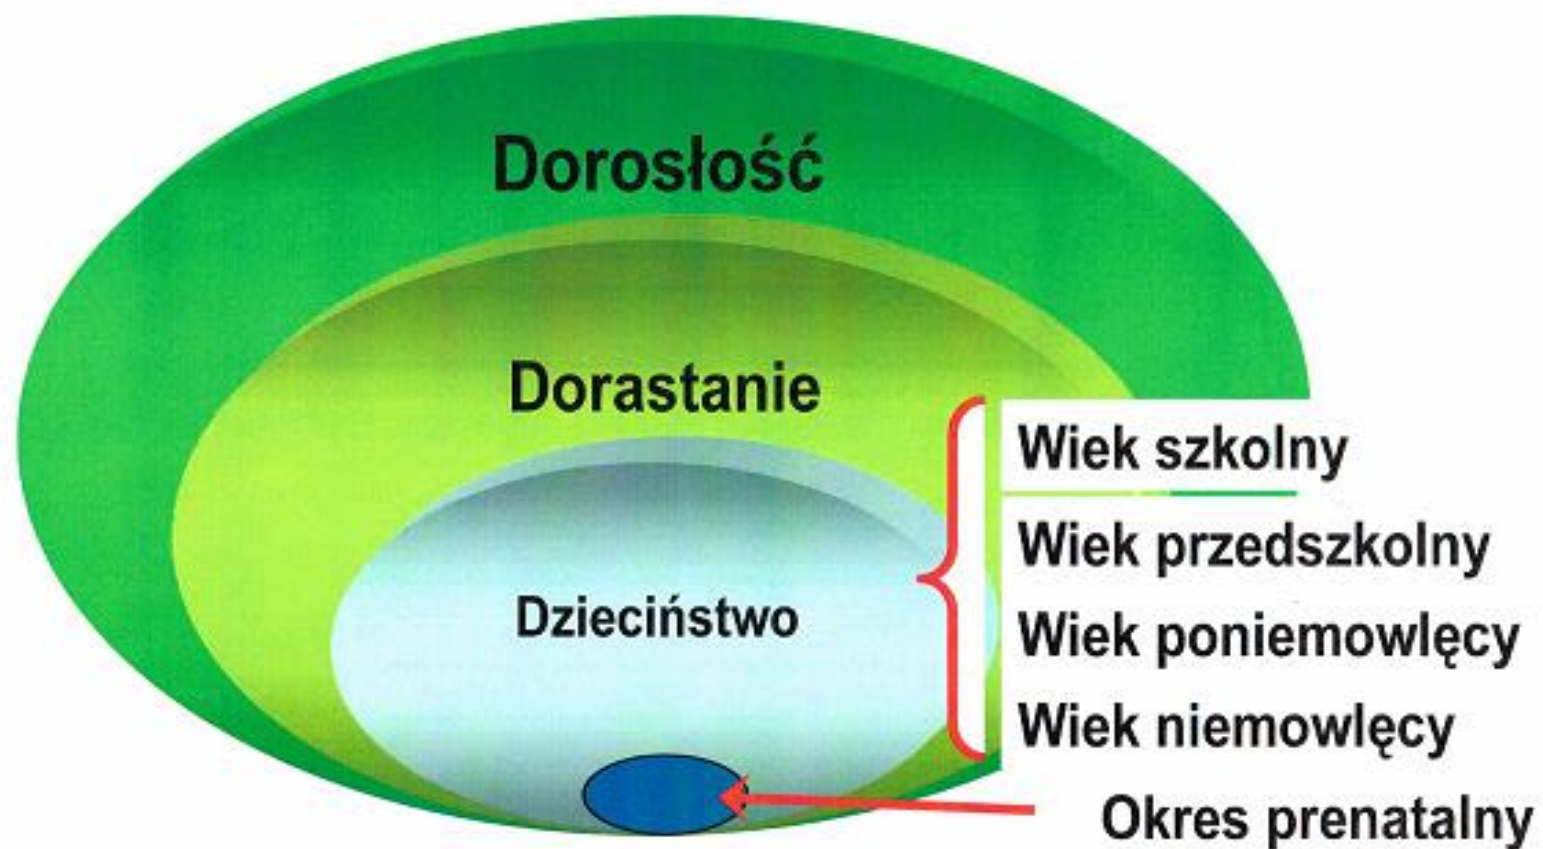 Dorosłość
Dorastanie
Dzieciństwo
Wiek szkolny
Wiek przedszkolny
Wiek poniemowlęcy
Wiek niemowlęcy
Okres prenatalny